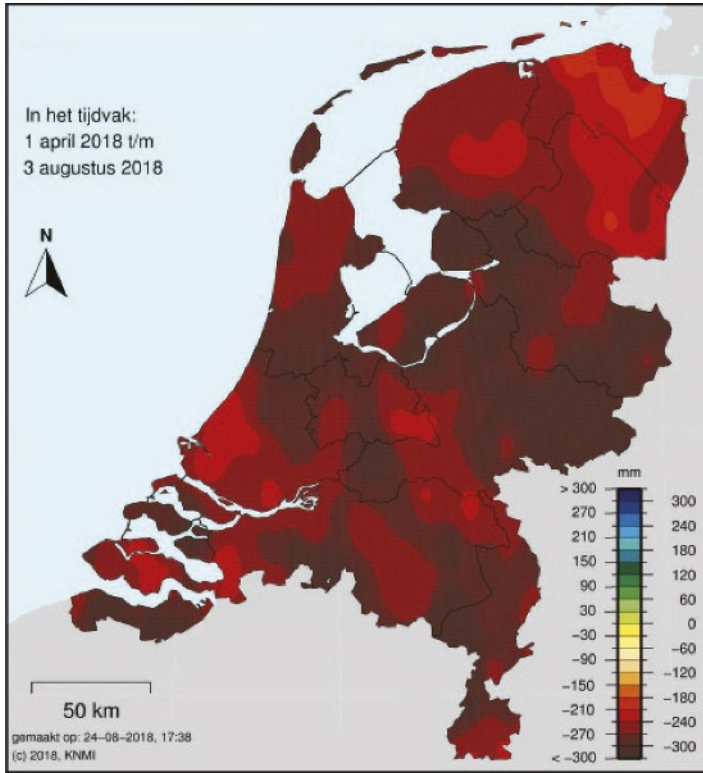 In het tijdvak:
1 april 2018 t/m
3 augustus 2018
N
mm
> 300
300
270
240
210
180
150
120
90
60
30
0
−30
−60
−90
−120
−150
−180
−210
−240
−270
−300
< −300
50 km
gemaakt op: 24−08−2018, 17:38
(c) 2018, KNMI